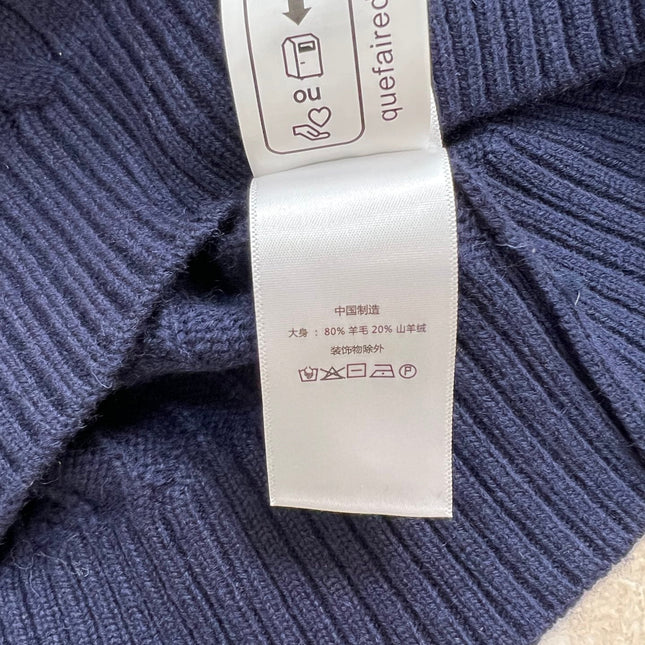 OU
quefairede
中国制造
大身 : 80% 羊毛 20% 山羊绒
装饰物除外
P